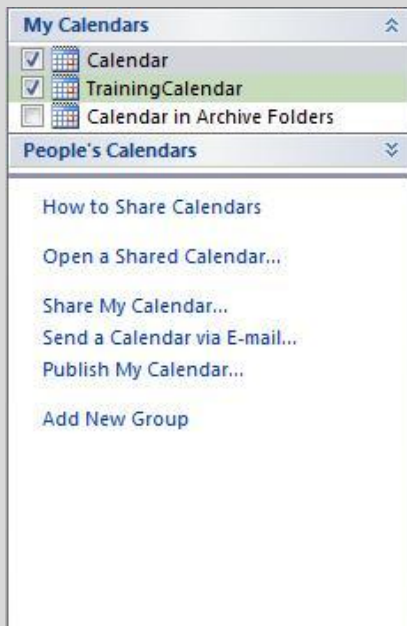 My Calendars
Calendar
TrainingCalendar
Calendar in Archive Folders
People's Calendars
How to Share Calendars
Open a Shared Calendar...
Share My Calendar...
Send a Calendar via E-mail...
Publish My Calendar...
Add New Group